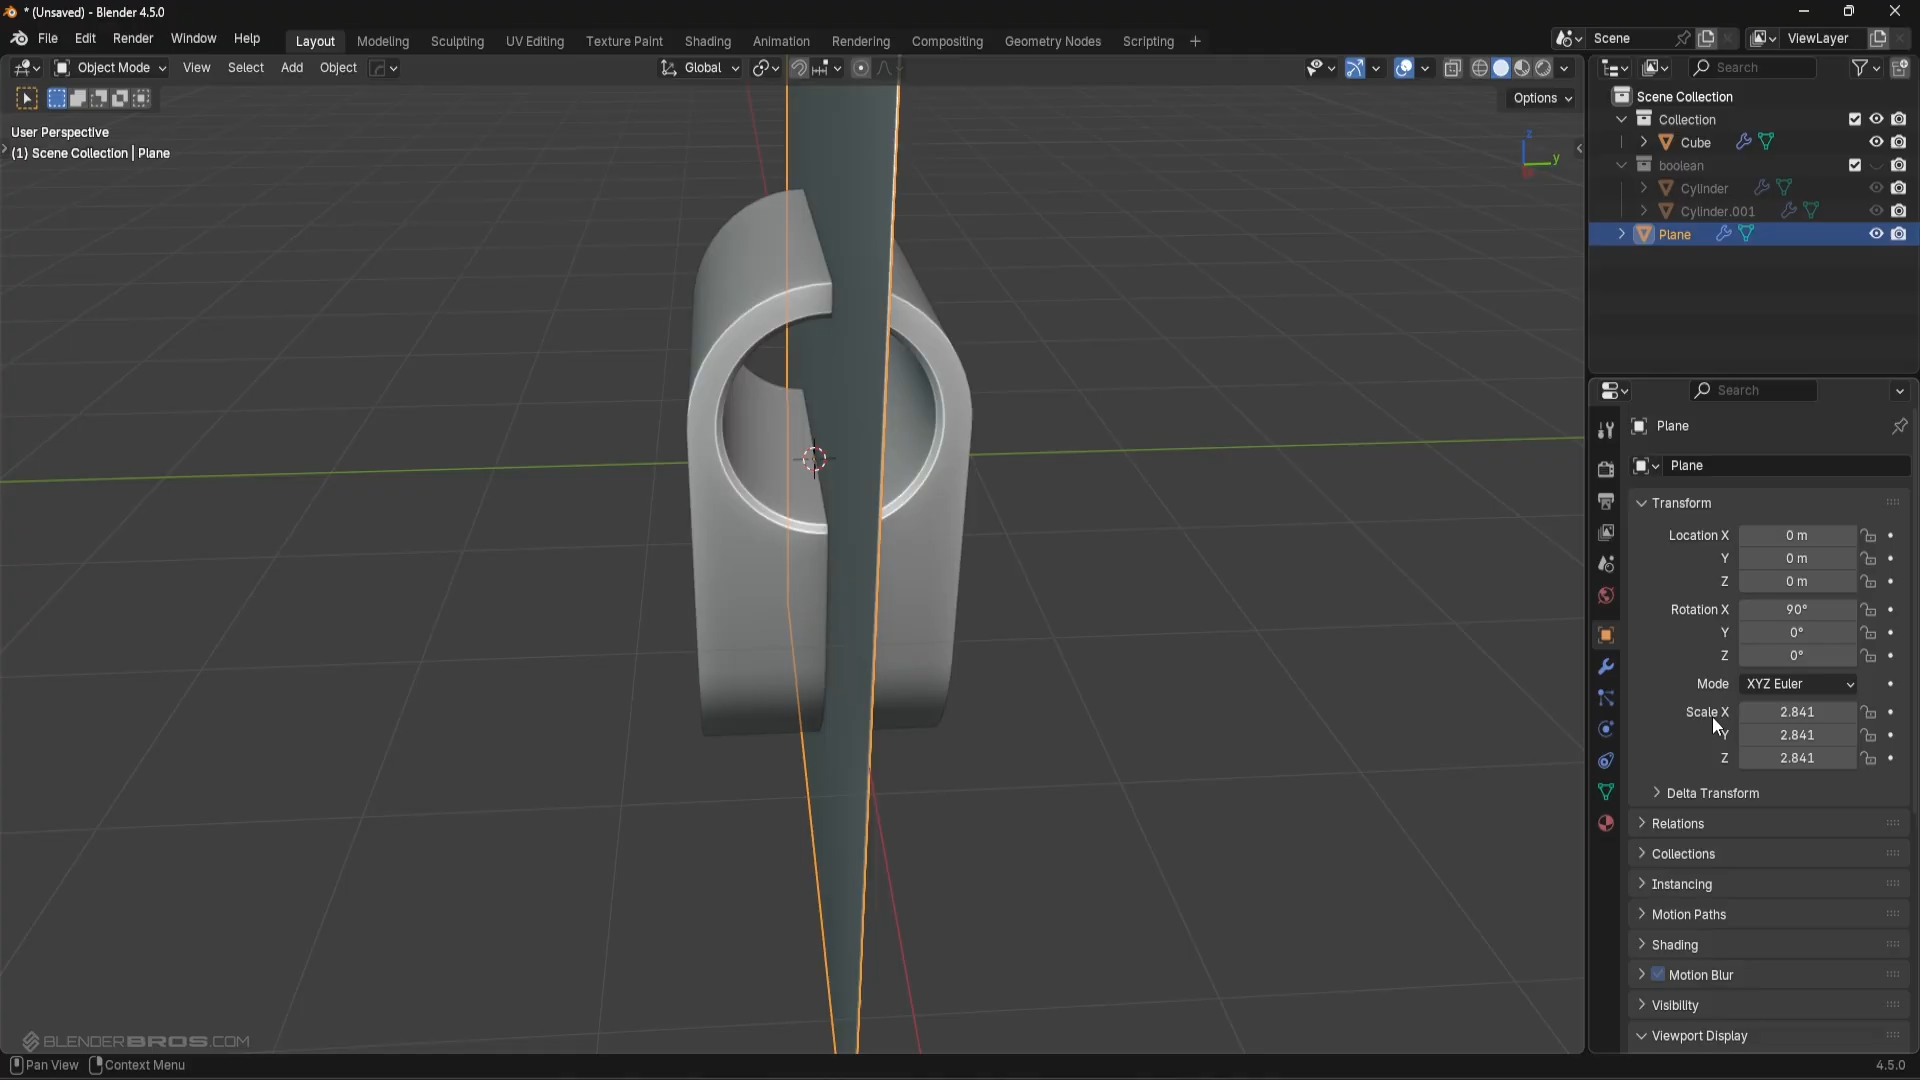 * (Unsaved) - Blender 4.5.0
File Edit Render Window Help Layout Modeling Sculpting UV Editing Texture Paint Shading Animation Rendering Compositing Geometry Nodes Scripting + Scene ViewLayer
Object Mode View Select Add Object Global Search
Options
User Perspective
(1) Scene Collection | Plane
Z
Y
Scene Collection
Collection
Cube
boolean
Cylinder
Cylinder.001
Plane
Search
Plane
Plane
Transform
Location X 0 m
Y 0 m
Z 0 m
Rotation X 90°
Y 0°
Z 0°
Mode XYZ Euler
Scale X 2.841
Y 2.841
Z 2.841
Delta Transform
Relations
Collections
Instancing
Motion Paths
Shading
Motion Blur
Visibility
Viewport Display
BLENDERBROS.COM
Pan View Context Menu 4.5.0